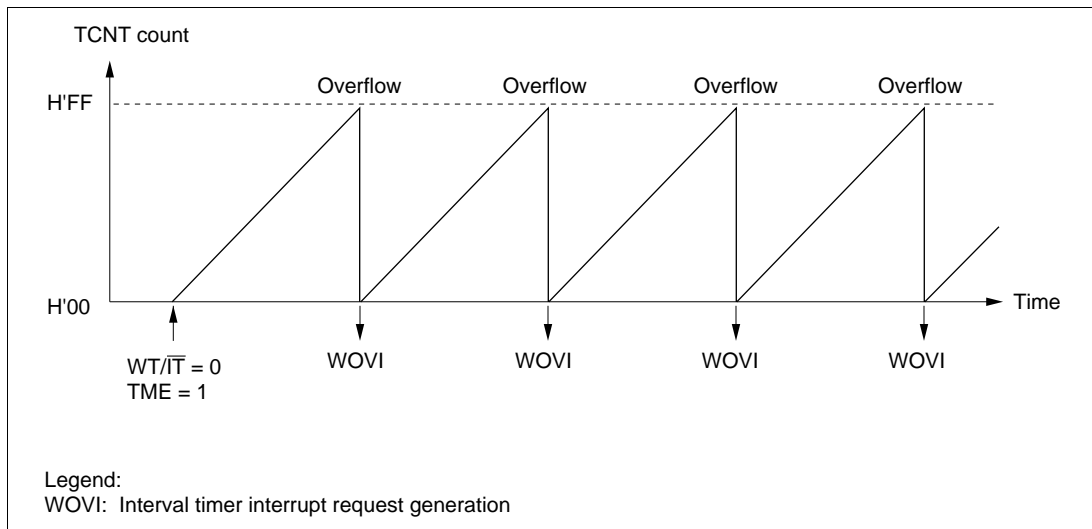 TCNT count
Overflow Overflow Overflow Overflow
H'FF
H'00
Time
WT/I̅T̅ = 0
TME = 1
WOVI WOVI WOVI WOVI
Legend:
WOVI: Interval timer interrupt request generation